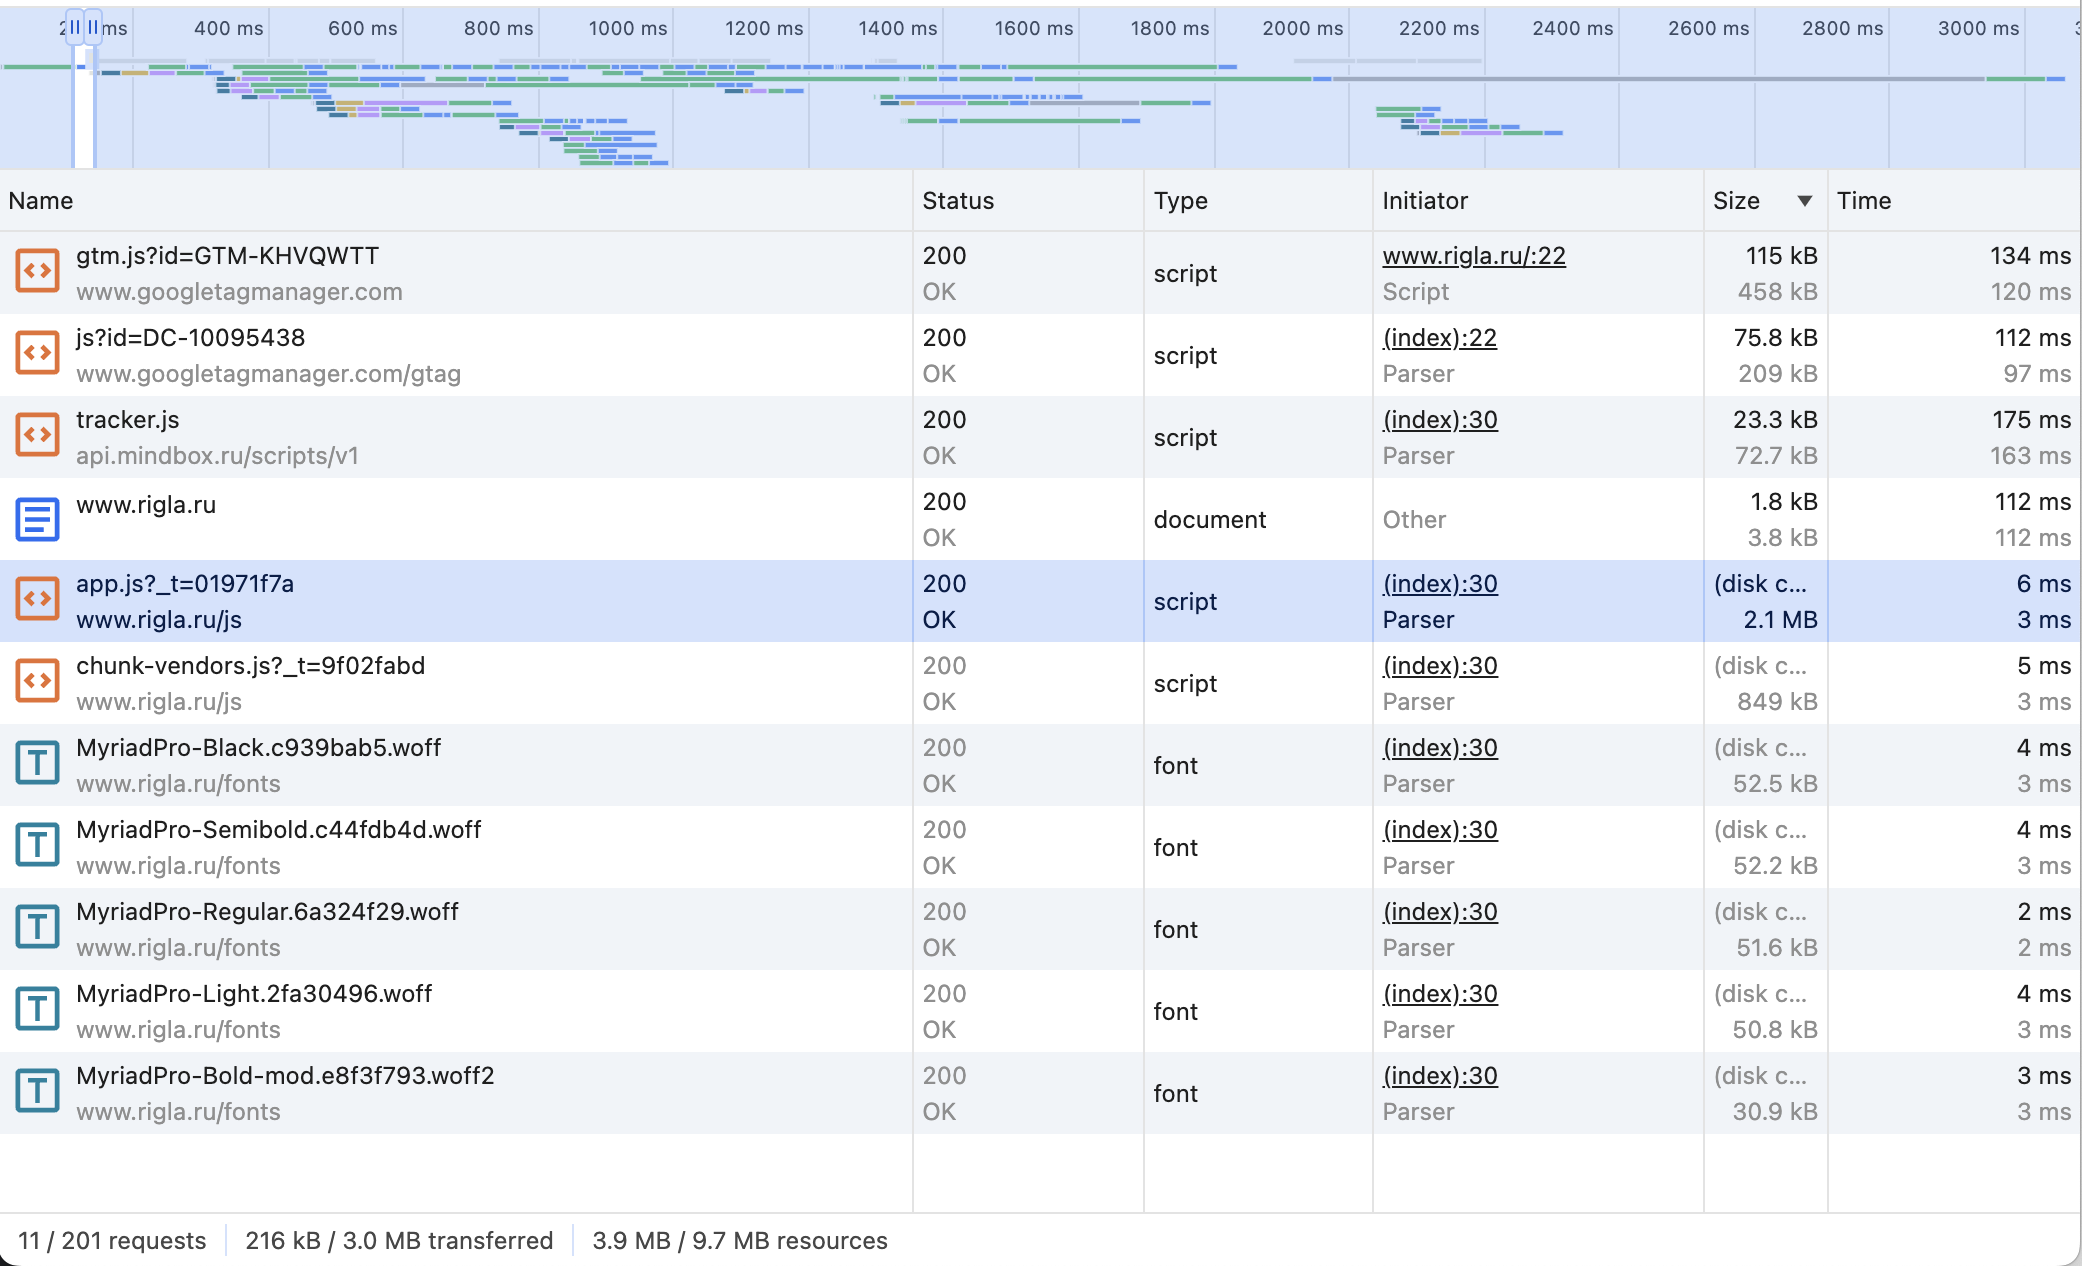 400 ms 600 ms 800 ms 1000 ms 1200 ms 1400 ms 1600 ms 1800 ms 2000 ms 2200 ms 2400 ms 2600 ms 2800 ms 3000 ms
Name Status Type Initiator Size ▼ Time
gtm.js?id=GTM-KHVQWTT 200 script www.rigla.ru/:22 115 kB 134 ms
www.googletagmanager.com OK Script 458 kB 120 ms
js?id=DC-10095438 200 script (index):22 75.8 kB 112 ms
www.googletagmanager.com/gtag OK Parser 209 kB 97 ms
tracker.js 200 script (index):30 23.3 kB 175 ms
api.mindbox.ru/scripts/v1 OK Parser 72.7 kB 163 ms
www.rigla.ru 200 document Other 1.8 kB 112 ms
OK 3.8 kB 112 ms
app.js?_t=01971f7a 200 script (index):30 (disk c... 6 ms
www.rigla.ru/js OK Parser 2.1 MB 3 ms
chunk-vendors.js?_t=9f02fabd 200 script (index):30 (disk c... 5 ms
www.rigla.ru/js OK Parser 849 kB 3 ms
MyriadPro-Black.c939bab5.woff 200 font (index):30 (disk c... 4 ms
www.rigla.ru/fonts OK Parser 52.5 kB 3 ms
MyriadPro-Semibold.c44fdb4d.woff 200 font (index):30 (disk c... 4 ms
www.rigla.ru/fonts OK Parser 52.2 kB 3 ms
MyriadPro-Regular.6a324f29.woff 200 font (index):30 (disk c... 2 ms
www.rigla.ru/fonts OK Parser 51.6 kB 2 ms
MyriadPro-Light.2fa30496.woff 200 font (index):30 (disk c... 4 ms
www.rigla.ru/fonts OK Parser 50.8 kB 3 ms
MyriadPro-Bold-mod.e8f3f793.woff2 200 font (index):30 (disk c... 3 ms
www.rigla.ru/fonts OK Parser 30.9 kB 3 ms
11 / 201 requests 216 kB / 3.0 MB transferred 3.9 MB / 9.7 MB resources